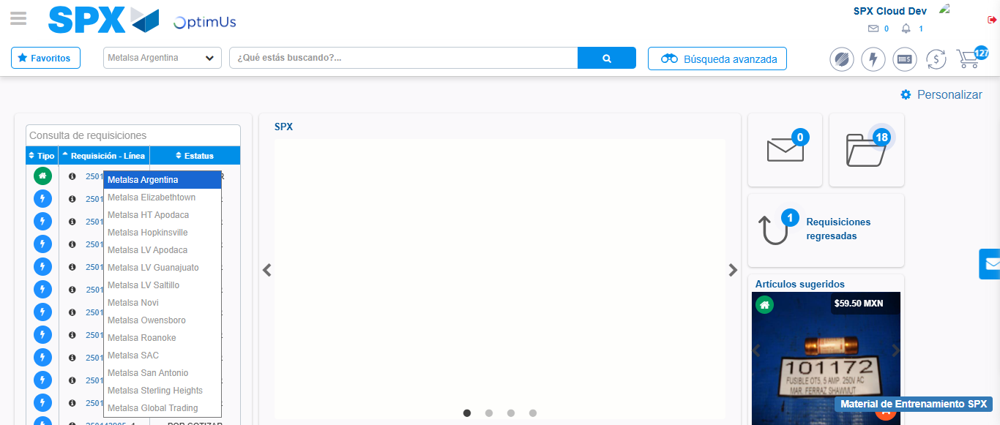 SPX
OptimUs
SPX Cloud Dev
0
1
Favoritos
Metalsa Argentina
¿Qué estás buscando?...
Búsqueda avanzada
127
Personalizar
Consulta de requisiciones
Tipo
Requisición - Línea
Estatus
2501
Metalsa Argentina
R
2501
Metalsa Elizabethtown
Metalsa HT Apodaca
2501
Metalsa Hopkinsville
2501
Metalsa LV Apodaca
2501
Metalsa LV Guanajuato
2501
Metalsa LV Saltillo
Metalsa Novi
2501
Metalsa Owensboro
2501
Metalsa Roanoke
2501
Metalsa SAC
2501
Metalsa San Antonio
Metalsa Sterling Heights
2501
Metalsa Global Trading
POR COTIZAR
SPX
0
18
1
Requisiciones
regresadas
Artículos sugeridos
$59.50 MXN
101172
FUSIBLE OT5, 5 AMP. 250V AC
MAR. FERRAZ SHAWMUT
Material de Entrenamiento SPX